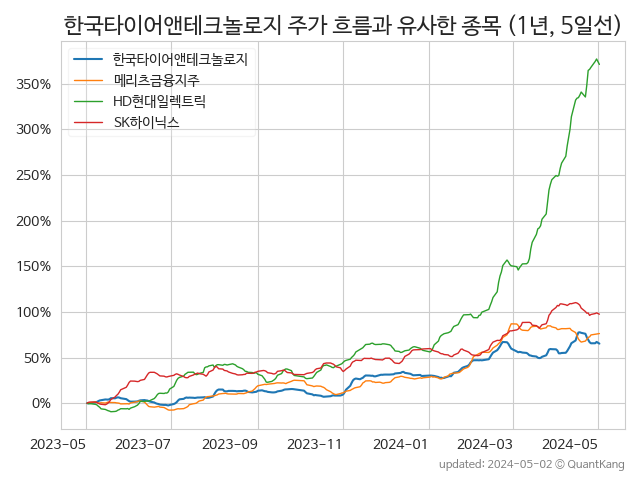 한국타이어앤테크놀로지 주가 흐름과 유사한 종목 (1년, 5일선)
한국타이어앤테크놀로지
메리츠금융지주
HD현대일렉트릭
SK하이닉스
350%
300%
250%
200%
150%
100%
50%
0%
2023-05 2023-07 2023-09 2023-11 2024-01 2024-03 2024-05
updated: 2024-05-02 © QuantKang